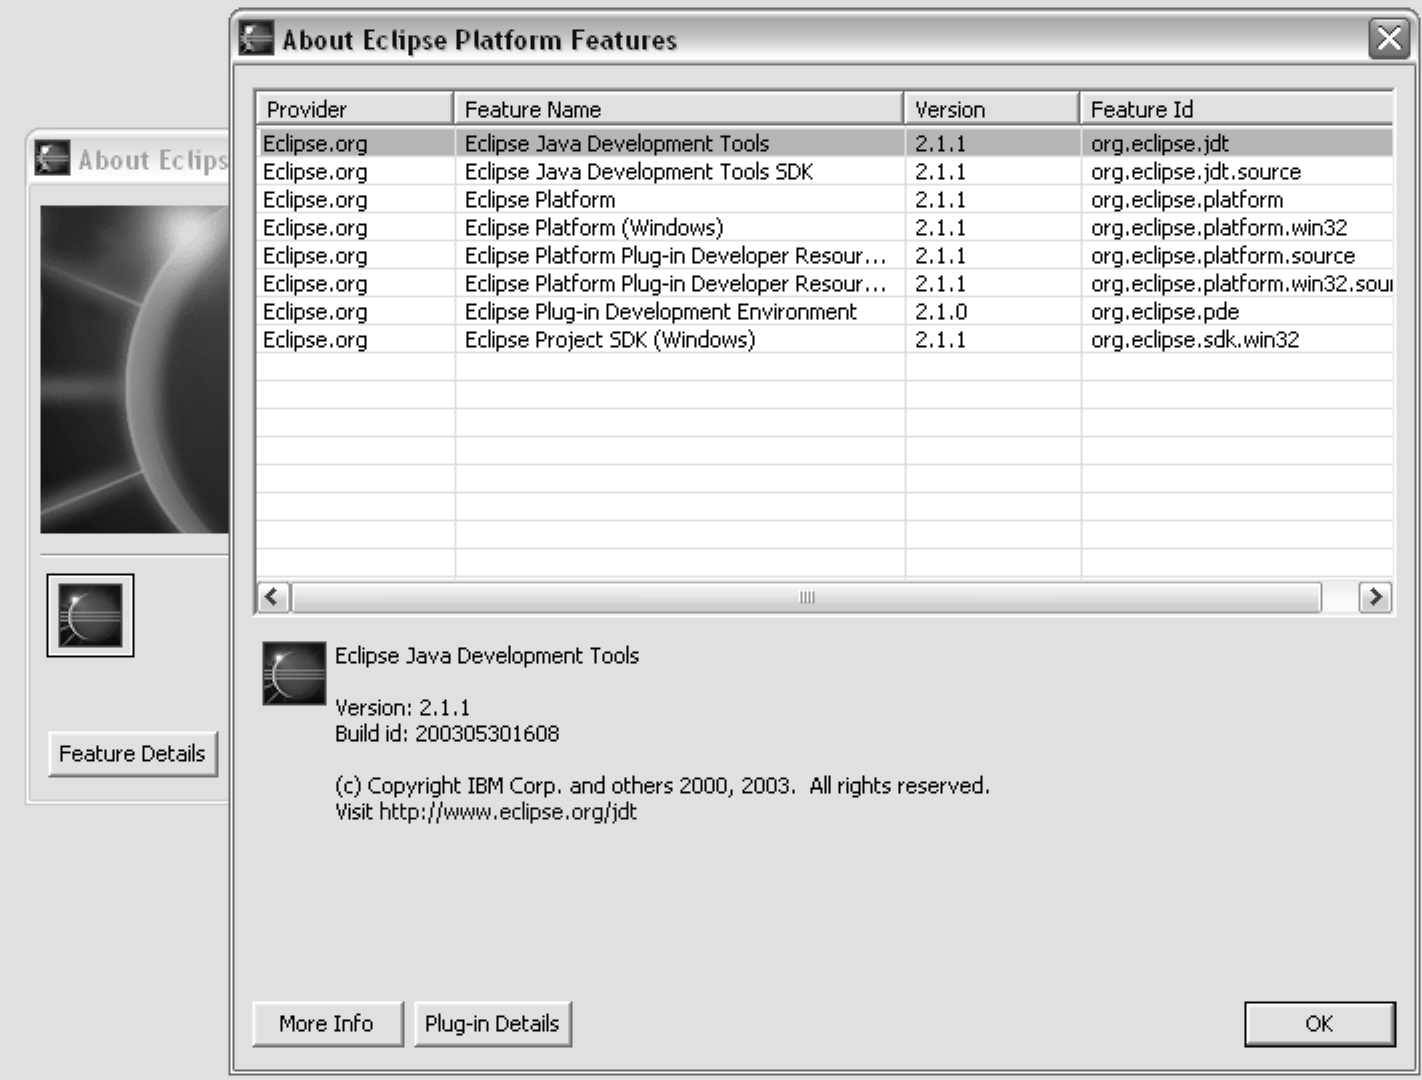 About Eclipse Platform Features
Provider Feature Name Version Feature Id
Eclipse.org Eclipse Java Development Tools 2.1.1 org.eclipse.jdt
Eclipse.org Eclipse Java Development Tools SDK 2.1.1 org.eclipse.jdt.source
Eclipse.org Eclipse Platform 2.1.1 org.eclipse.platform
Eclipse.org Eclipse Platform (Windows) 2.1.1 org.eclipse.platform.win32
Eclipse.org Eclipse Platform Plug-in Developer Resour... 2.1.1 org.eclipse.platform.source
Eclipse.org Eclipse Platform Plug-in Developer Resour... 2.1.1 org.eclipse.platform.win32.sour
Eclipse.org Eclipse Plug-in Development Environment 2.1.0 org.eclipse.pde
Eclipse.org Eclipse Project SDK (Windows) 2.1.1 org.eclipse.sdk.win32
Eclipse Java Development Tools
Version: 2.1.1
Build id: 200305301608
(c) Copyright IBM Corp. and others 2000, 2003.  All rights reserved.
Visit http://www.eclipse.org/jdt
More Info
Plug-in Details
OK
About Eclips
Feature Details